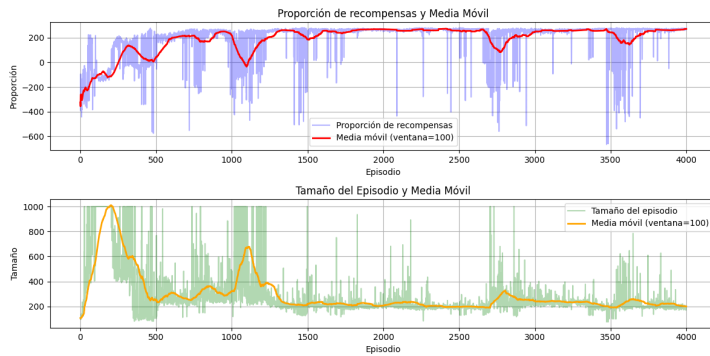 Proporción de recompensas y Media Móvil
Proporción
200
0
−200
−400
−600
Proporción de recompensas
Media móvil (ventana=100)
0 500 1000 1500 2000 2500 3000 3500 4000
Episodio
Tamaño del Episodio y Media Móvil
Tamaño
1000
800
600
400
200
Tamaño del episodio
Media móvil (ventana=100)
0 500 1000 1500 2000 2500 3000 3500 4000
Episodio